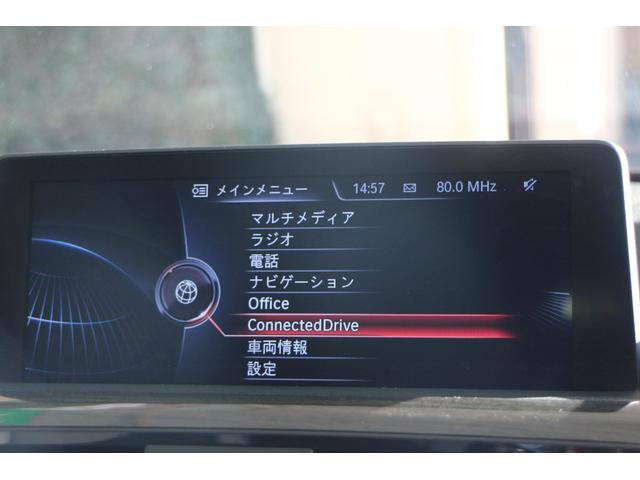 メインメニュー 14:57 80.0 MHz
マルチメディア
ラジオ
電話
ナビゲーション
Office
ConnectedDrive
車両情報
設定